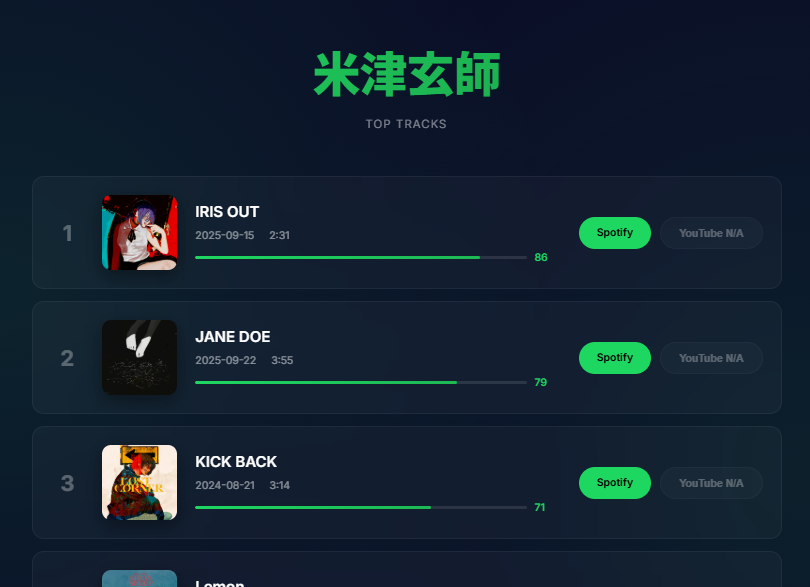 米津玄師
TOP TRACKS
1
IRIS OUT
2025-09-15 2:31
86
Spotify
YouTube N/A
2
JANE DOE
2025-09-22 3:55
79
Spotify
YouTube N/A
3
LOST
CORNER
KICK BACK
2024-08-21 3:14
71
Spotify
YouTube N/A
Lemon